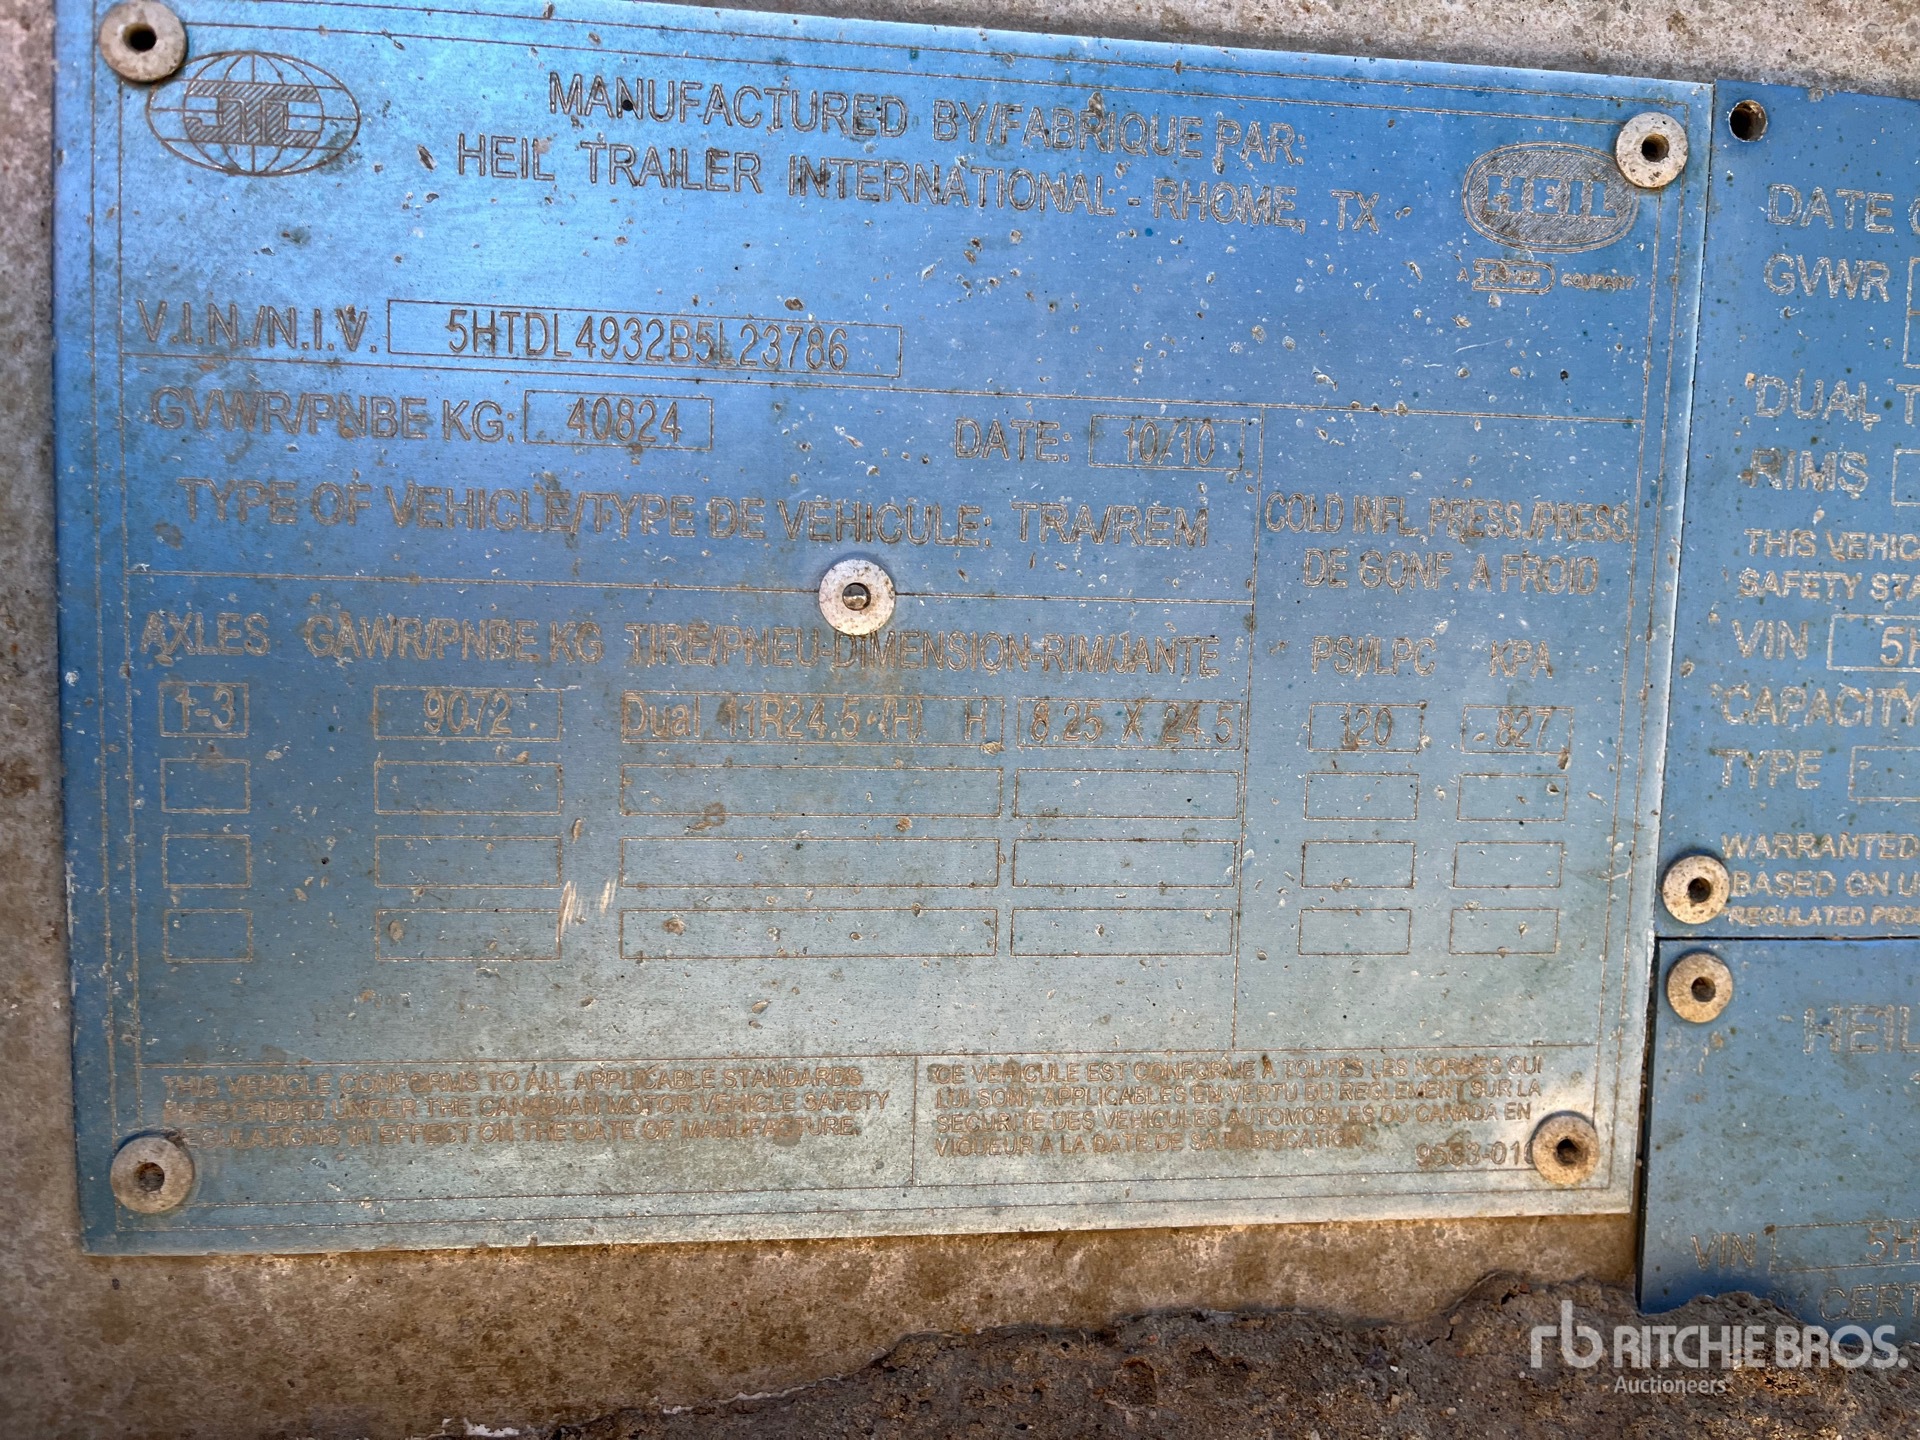 MANUFACTURED BY/FABRIQUE PAR:
HEIL TRAILER INTERNATIONAL - RHOME, TX
HEIL
A COMPANY
V.I.N./N.I.V. 5HTDL4932B5L23786
GVWR/PNBE KG: 40824 DATE: 10/10
TYPE OF VEHICLE/TYPE DE VEHICULE: TRA/REM
COLD INFL. PRESS./PRESS.
DE GONF. A FROID
AXLES GAWR/PNBE KG TIRE/PNEU-DIMENSION-RIM/JANTE PSI/LPC KPA
1-3 9072 Dual 11R24.5 (H) H 8.25 X 24.5 120 827
THIS VEHICLE CONFORMS TO ALL APPLICABLE STANDARDS
PRESCRIBED UNDER THE CANADIAN MOTOR VEHICLE SAFETY
REGULATIONS IN EFFECT ON THE DATE OF MANUFACTURE.
CE VEHICULE EST CONFORME A TOUTES LES NORMES QUI
LUI SONT APPLICABLES EN VERTU DU REGLEMENT SUR LA
SECURITE DES VEHICULES AUTOMOBILES DU CANADA EN
VIGUEUR A LA DATE DE SA FABRICATION.
DATE
GVWR
DUAL T
RIMS
THIS VEHIC
SAFETY STA
VIN 5H
CAPACITY
TYPE
WARRANTED
BASED ON U
*REGULATED PROD
HEIL
VIN 5H
CERT
rb RITCHIE BROS.
Auctioneers